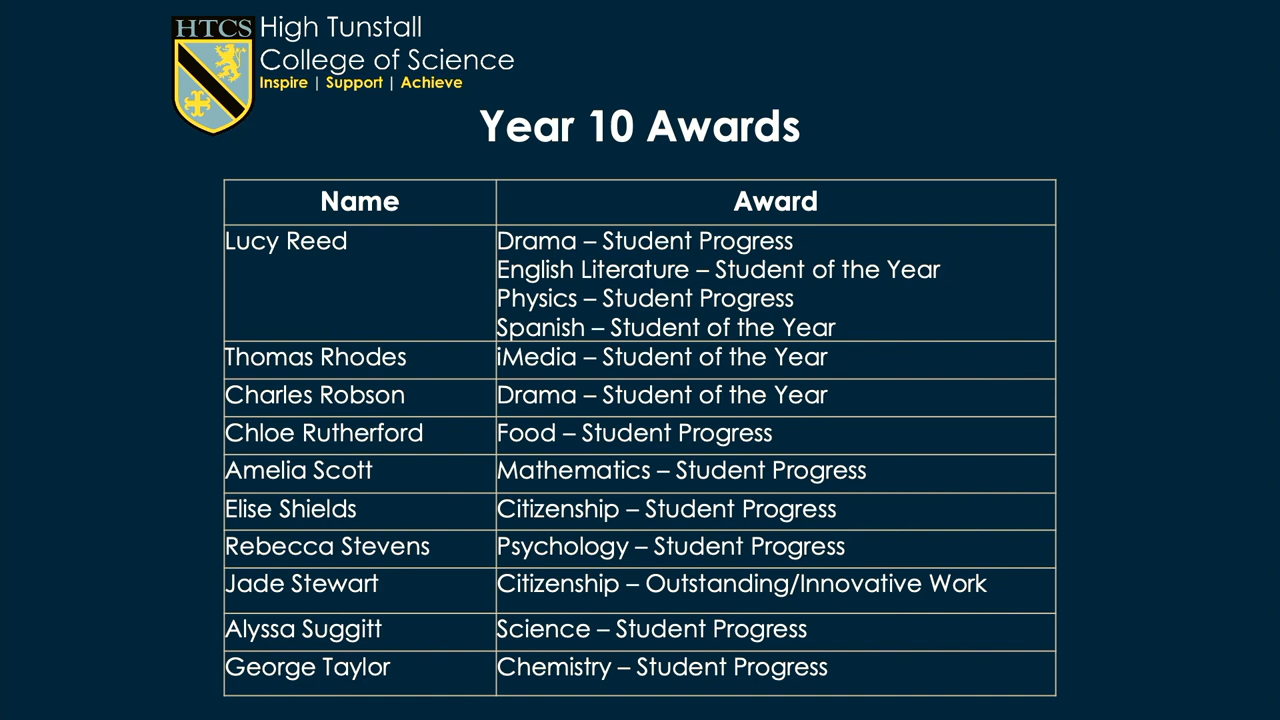 HTCS
High Tunstall
College of Science
Inspire | Support | Achieve
Year 10 Awards
Name Award
Lucy Reed Drama – Student Progress
English Literature – Student of the Year
Physics – Student Progress
Spanish – Student of the Year
Thomas Rhodes iMedia – Student of the Year
Charles Robson Drama – Student of the Year
Chloe Rutherford Food – Student Progress
Amelia Scott Mathematics – Student Progress
Elise Shields Citizenship – Student Progress
Rebecca Stevens Psychology – Student Progress
Jade Stewart Citizenship – Outstanding/Innovative Work
Alyssa Suggitt Science – Student Progress
George Taylor Chemistry – Student Progress